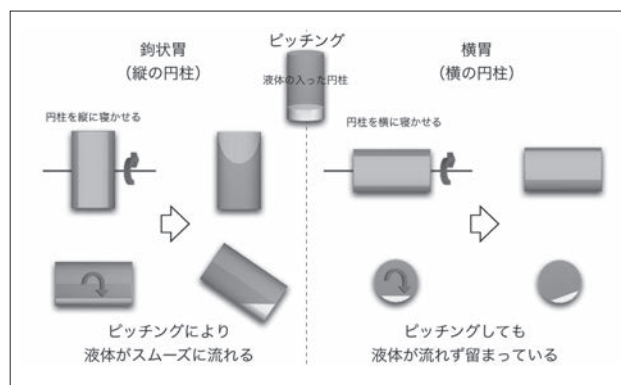 ピッチング
液体の入った円柱
鉤状胃
(縦の円柱)
円柱を縦に寝かせる
ピッチングにより
液体がスムーズに流れる
横胃
(横の円柱)
円柱を横に寝かせる
ピッチングしても
液体が流れず留まっている